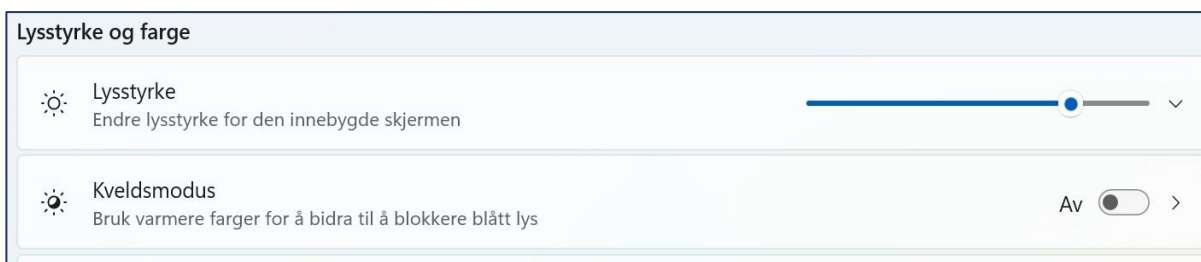 Lysstyrke og farge
Lysstyrke
Endre lysstyrke for den innebygde skjermen
Kveldsmodus
Bruk varmere farger for å bidra til å blokkere blått lys
Av